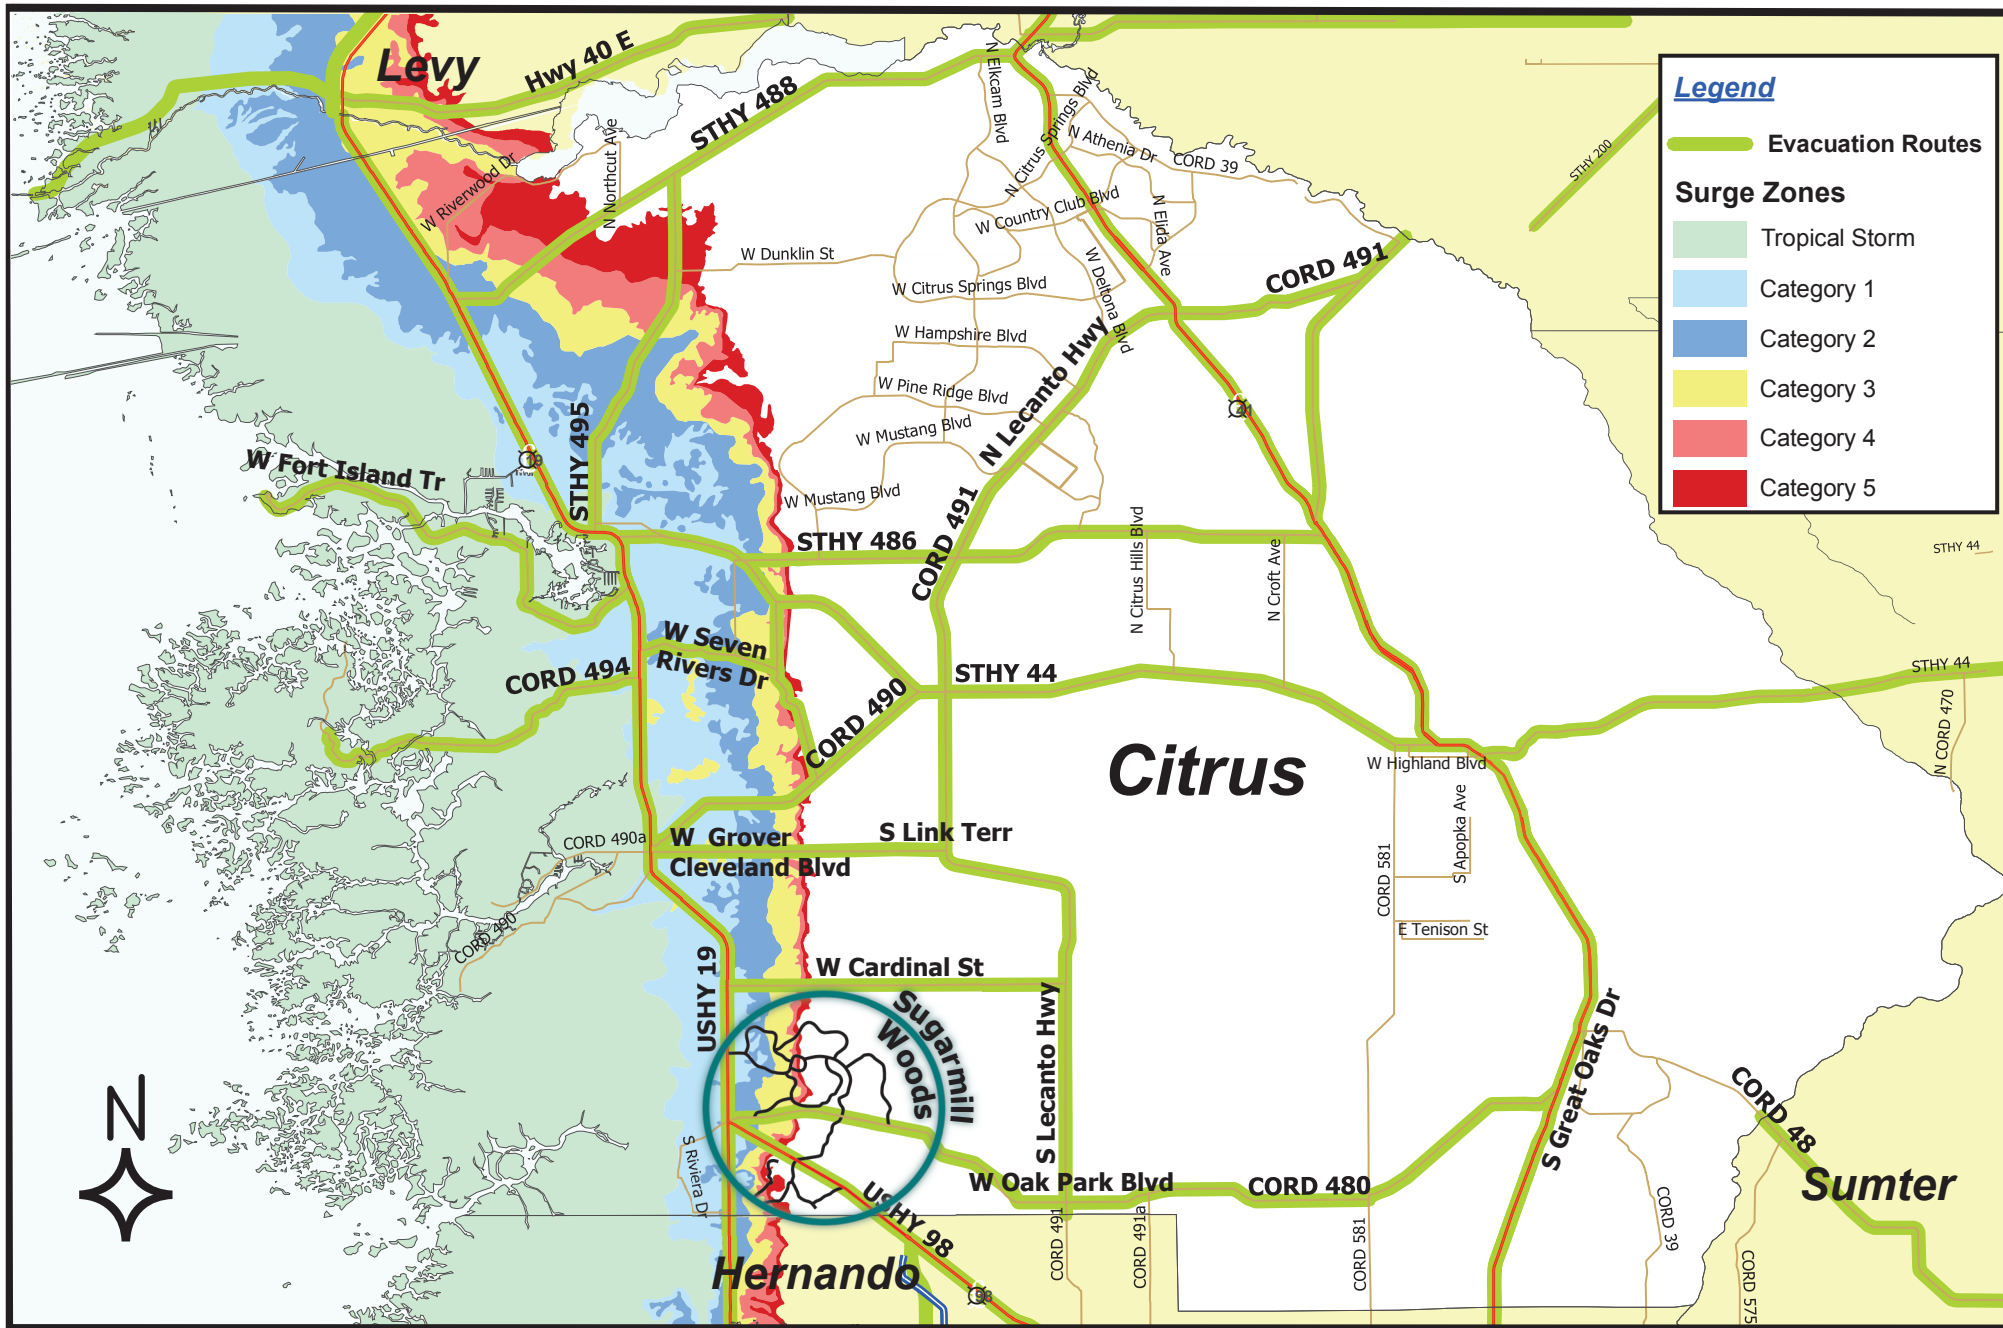 Levy
Hwy 40 E
STHY 488
N Elkcam Blvd
N Citrus Springs Blvd
N Athenia Dr
CORD 39
STHY 200
Legend
Evacuation Routes
Surge Zones
Tropical Storm
Category 1
Category 2
Category 3
Category 4
Category 5
N Northcut Ave
W Riverwood Dr
W Country Club Blvd
N Elida Ave
W Dunklin St
W Deltona Blvd
CORD 491
W Citrus Springs Blvd
W Hampshire Blvd
W Pine Ridge Blvd
N Lecanto Hwy
41
W Mustang Blvd
W Mustang Blvd
STHY 495
19
W Fort Island Tr
CORD 491
STHY 486
N Citrus Hills Blvd
N Croft Ave
STHY 44
W Seven
Rivers Dr
CORD 494
STHY 44
STHY 44
CORD 490
N CORD 470
Citrus
W Highland Blvd
S Apopka Ave
CORD 490a
W Grover
Cleveland Blvd
S Link Terr
CORD 581
CORD 490
E Tenison St
USHY 19
W Cardinal St
Sugarmill
Woods
S Lecanto Hwy
S Great Oaks Dr
CORD 48
N
S Riviera Dr
W Oak Park Blvd
CORD 480
Sumter
USHY 98
CORD 491
CORD 491a
CORD 581
CORD 39
CORD 575
Hernando
98